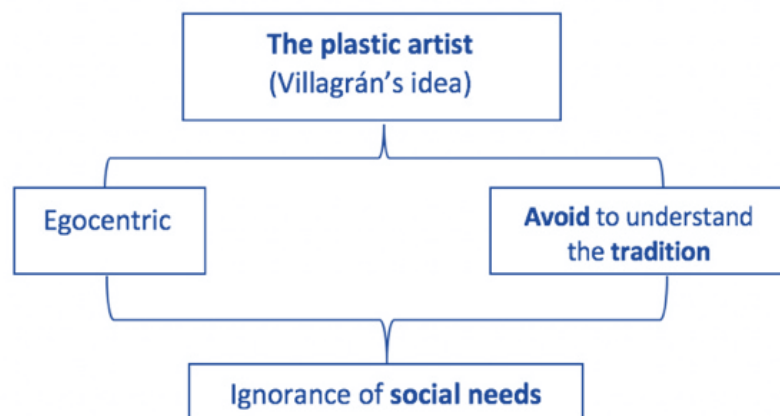 The plastic artist
(Villagrán's idea)
Egocentric
Avoid to understand
the tradition
Ignorance of social needs